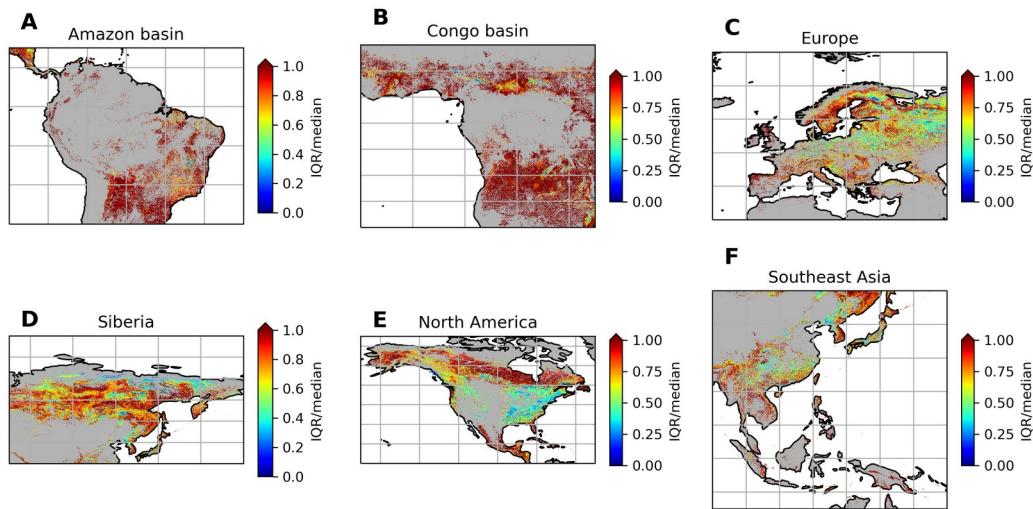 A
Amazon basin
1.0
0.8
0.6
0.4
0.2
0.0
IQR/median
B
Congo basin
1.00
0.75
0.50
0.25
0.00
IQR/median
C
Europe
1.00
0.75
0.50
0.25
0.00
IQR/median
D
Siberia
1.0
0.8
0.6
0.4
0.2
0.0
IQR/median
E
North America
1.00
0.75
0.50
0.25
0.00
IQR/median
F
Southeast Asia
1.00
0.75
0.50
0.25
0.00
IQR/median